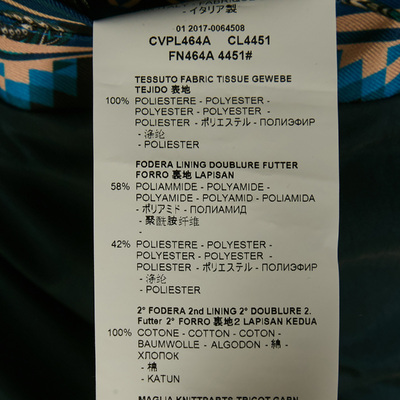 - イタリア製
01 2017-0064508
CVPL464A CL4451
FN464A 4451#
TESSUTO FABRIC TISSUE GEWEBE
TEJIDO 表地
100% POLIESTERE - POLYESTER -
POLYESTER - POLYESTER -
POLIESTER - ポリエステル - ПОЛИЭФИР
- 涤纶
- POLIESTER
FODERA LINING DOUBLURE FUTTER
FORRO 裏地 LAPISAN
58% POLIAMMIDE - POLYAMIDE -
POLYAMIDE - POLYAMID - POLIAMIDA
- ポリアミド - ПОЛИАМИД
- 聚酰胺纤维
-
42% POLIESTERE - POLYESTER -
POLYESTER - POLYESTER -
POLIESTER - ポリエステル - ПОЛИЭФИР
- 涤纶
- POLIESTER
2° FODERA 2nd LINING 2° DOUBLURE 2.
Futter 2° FORRO 裏地2 LAPISAN KEDUA
100% COTONE - COTTON - COTON -
BAUMWOLLE - ALGODON - 綿 -
ХЛОПОК
- 棉
- KATUN
MAGLIA KNITTPARTS TRICOT GARN